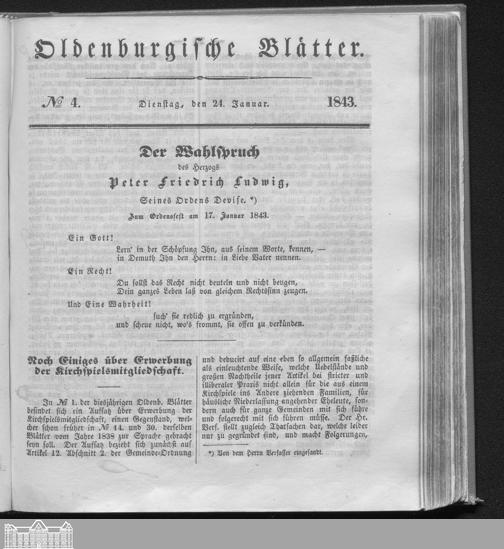 Oldenburgische Blätter.
№ 4. Dienstag, den 24. Januar. 1843.
Der Wahlspruch
des Herzogs
Peter Friedrich Ludwig,
Seines Ordens Devise. *)
Zum Ordensfest am 17. Januar 1843.
Ein Gott!
Lern' in der Schöpfung Ihn, aus seinem Worte, kennen, —
in Demuth Ihn den Herrn: in Liebe Vater nennen.
Ein Recht!
Du sollst das Recht nicht deuteln und nicht beugen,
Dein ganzes Leben laß von gleichem Rechtssinn zeugen.
Und Eine Wahrheit!
such' sie redlich zu ergründen,
und scheue nicht, wo's frommt, sie offen zu verkünden.
Noch Einiges über Erwerbung
der Kirchspielsmitgliedschaft.
In № 1. der diesjährigen Oldenb. Blätter
befindet sich ein Aufsatz über Erwerbung der
Kirchspielsmitgliedschaft, einen Gegenstand, wel-
cher schon früher in № 14. und 30. derselben
Blätter vom Jahre 1838 zur Sprache gebracht
seyn soll. Der Aufsatz bezieht sich zunächst auf
Artikel 12. Abschnitt 2. der Gemeinde-Ordnung
und deducirt auf eine eben so allgemein faßliche
als einleuchtende Weise, welche Uebelstände und
großen Nachtheile jener Artikel bei stricter und
illiberaler Praxis nicht allein für die aus einem
Kirchspiele ins Andere ziehenden Familien, für
häusliche Niederlassung angehender Eheleute, son-
dern auch für ganze Gemeinden mit sich führe
und folgerecht mit sich führen müsse. Der Hr.
Verf. stellt zugleich Thatsachen dar, welche leider
nur zu gegründet sind, und macht Folgerungen,
*) Von dem Herrn Verfasser eingesandt.